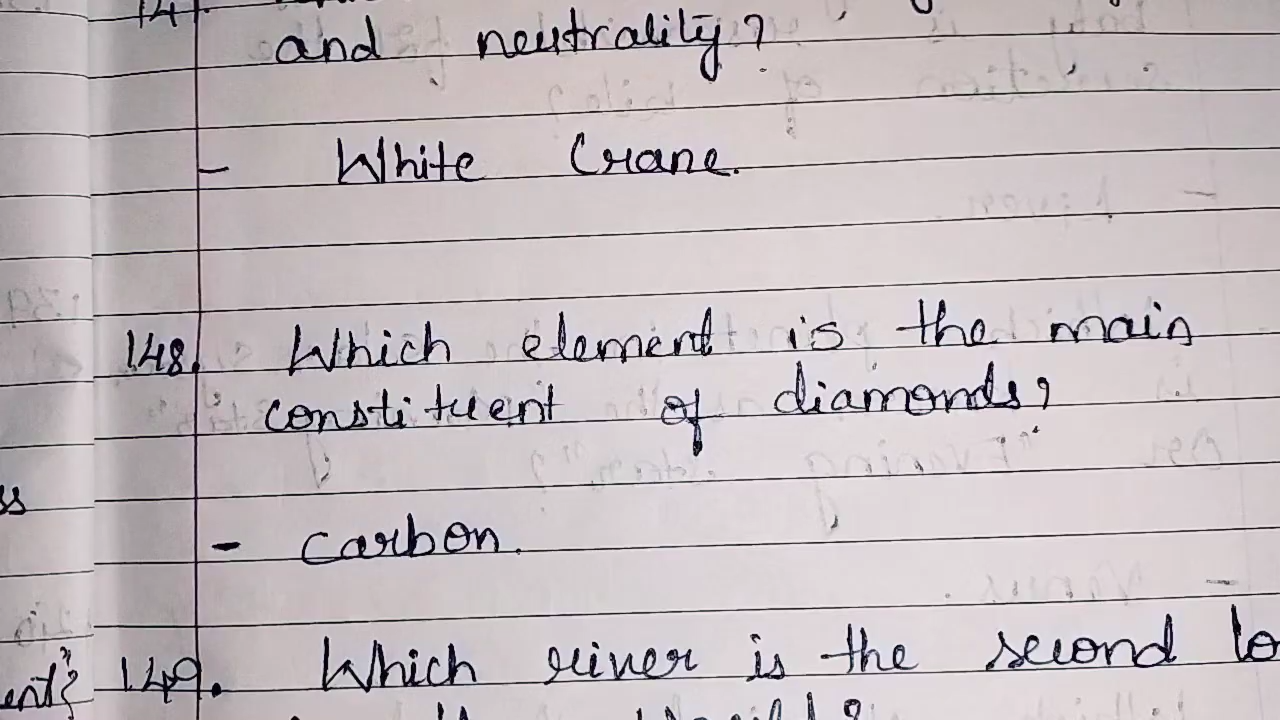 and neutrality?
- White Crane.
148. Which element is the main
constituent of diamonds?
- Carbon.
149. Which river is the second